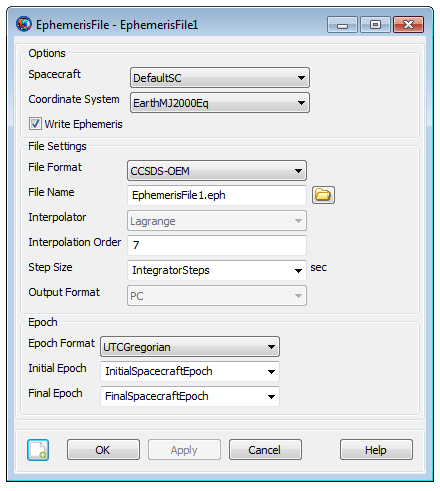 EphemerisFile - EphemerisFile1
Options
Spacecraft DefaultSC
Coordinate System EarthMJ2000Eq
Write Ephemeris
File Settings
File Format CCSDS-OEM
File Name EphemerisFile1.eph
Interpolator Lagrange
Interpolation Order 7
Step Size IntegratorSteps sec
Output Format PC
Epoch
Epoch Format UTCGregorian
Initial Epoch InitialSpacecraftEpoch
Final Epoch FinalSpacecraftEpoch
OK Apply Cancel Help